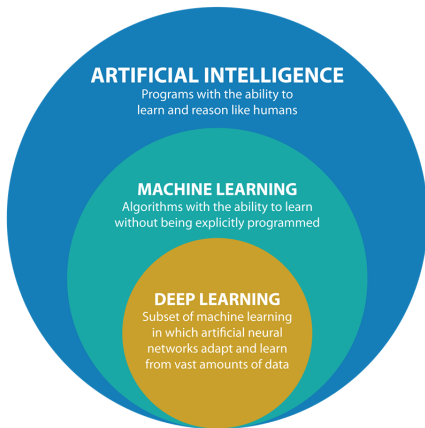 ARTIFICIAL INTELLIGENCE
Programs with the ability to
learn and reason like humans
MACHINE LEARNING
Algorithms with the ability to learn
without being explicitly programmed
DEEP LEARNING
Subset of machine learning
in which artificial neural
networks adapt and learn
from vast amounts of data